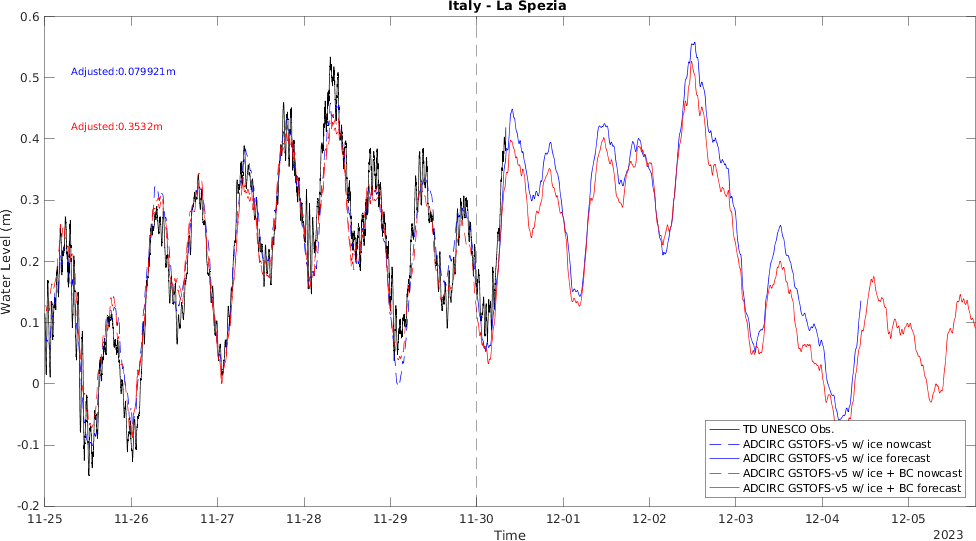 Italy - La Spezia
0.6
0.5
0.4
0.3
0.2
0.1
0
-0.1
-0.2
Water Level (m)
Adjusted:0.079921m
Adjusted:0.3532m
TD UNESCO Obs.
ADCIRC GSTOFS-v5 w/ ice nowcast
ADCIRC GSTOFS-v5 w/ ice forecast
ADCIRC GSTOFS-v5 w/ ice + BC nowcast
ADCIRC GSTOFS-v5 w/ ice + BC forecast
11-25 11-26 11-27 11-28 11-29 11-30 12-01 12-02 12-03 12-04 12-05
Time
2023